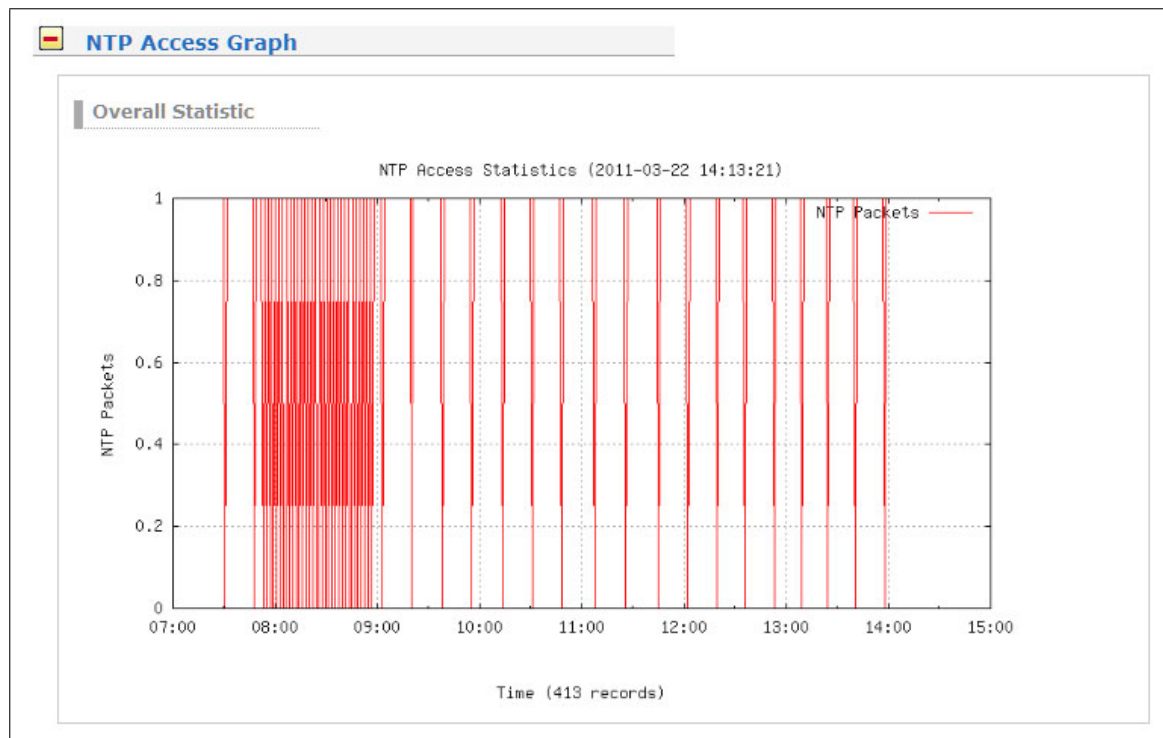 NTP Access Graph
Overall Statistic
NTP Access Statistics (2011-03-22 14:13:21)
NTP Packets
1
0.8
0.6
0.4
0.2
0
NTP Packets
07:00 08:00 09:00 10:00 11:00 12:00 13:00 14:00 15:00
Time (413 records)